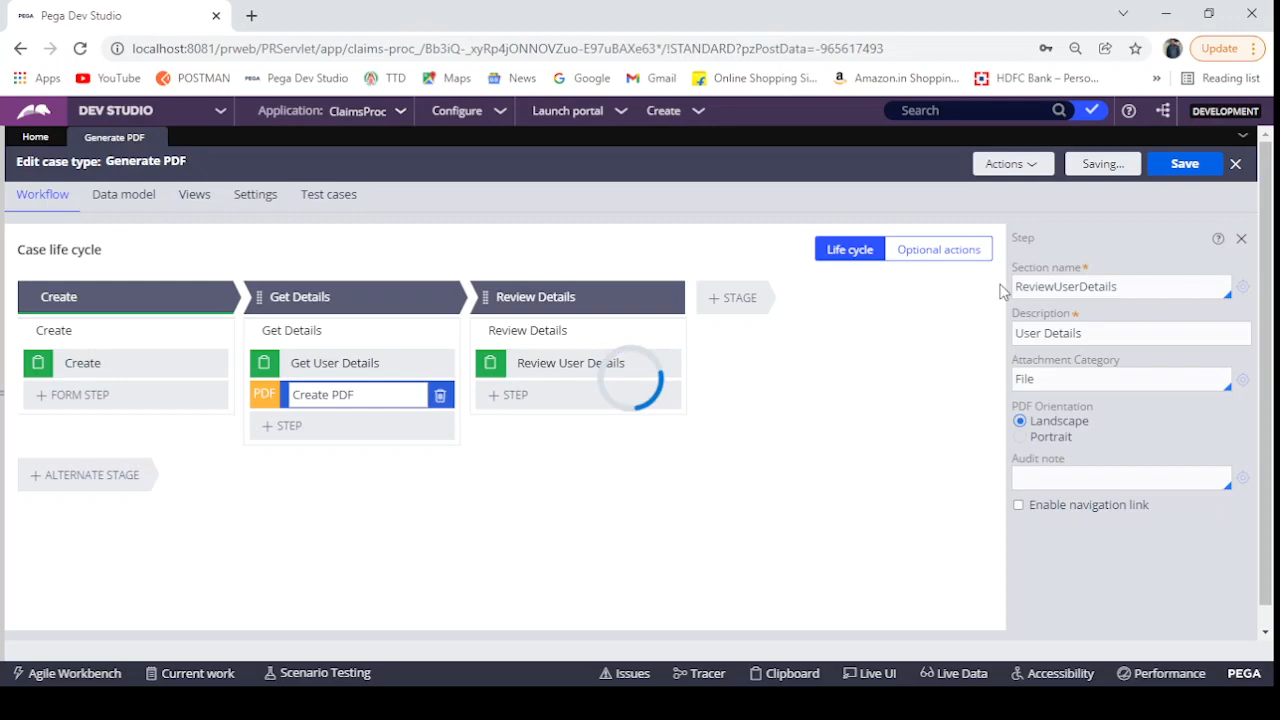 PEGA Pega Dev Studio
localhost:8081/prweb/PRServlet/app/claims-proc_/Bb3iQ-_xyRp4jONNOVZuo-E97uBAXe63*/!STANDARD?pzPostData=-965617493
Update
Apps YouTube POSTMAN PEGA Pega Dev Studio TTD Maps News Google Gmail Online Shopping Si... Amazon.in Shoppin... HDFC Bank – Perso... » Reading list
DEV STUDIO Application: ClaimsProc Configure Launch portal Create Search DEVELOPMENT
Home Generate PDF
Edit case type: Generate PDF Actions Saving... Save
Workflow Data model Views Settings Test cases
Case life cycle Life cycle Optional actions
Create Get Details Review Details + STAGE
Create Get Details Review Details
Create Get User Details Review User Details
+ FORM STEP PDF Create PDF + STEP
+ STEP
+ ALTERNATE STAGE
Step
Section name*
ReviewUserDetails
Description*
User Details
Attachment Category
File
PDF Orientation
Landscape
Portrait
Audit note
Enable navigation link
Agile Workbench Current work Scenario Testing Issues Tracer Clipboard Live UI Live Data Accessibility Performance PEGA